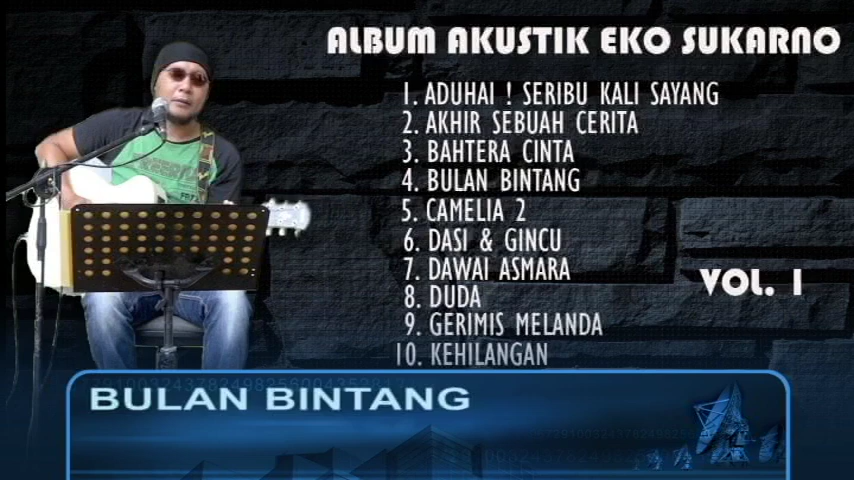 ALBUM AKUSTIK EKO SUKARNO
1. ADUHAI ! SERIBU KALI SAYANG
2. AKHIR SEBUAH CERITA
3. BAHTERA CINTA
4. BULAN BINTANG
5. CAMELIA 2
6. DASI & GINCU
7. DAWAI ASMARA
8. DUDA
9. GERIMIS MELANDA
10. KEHILANGAN
VOL. 1
BULAN BINTANG